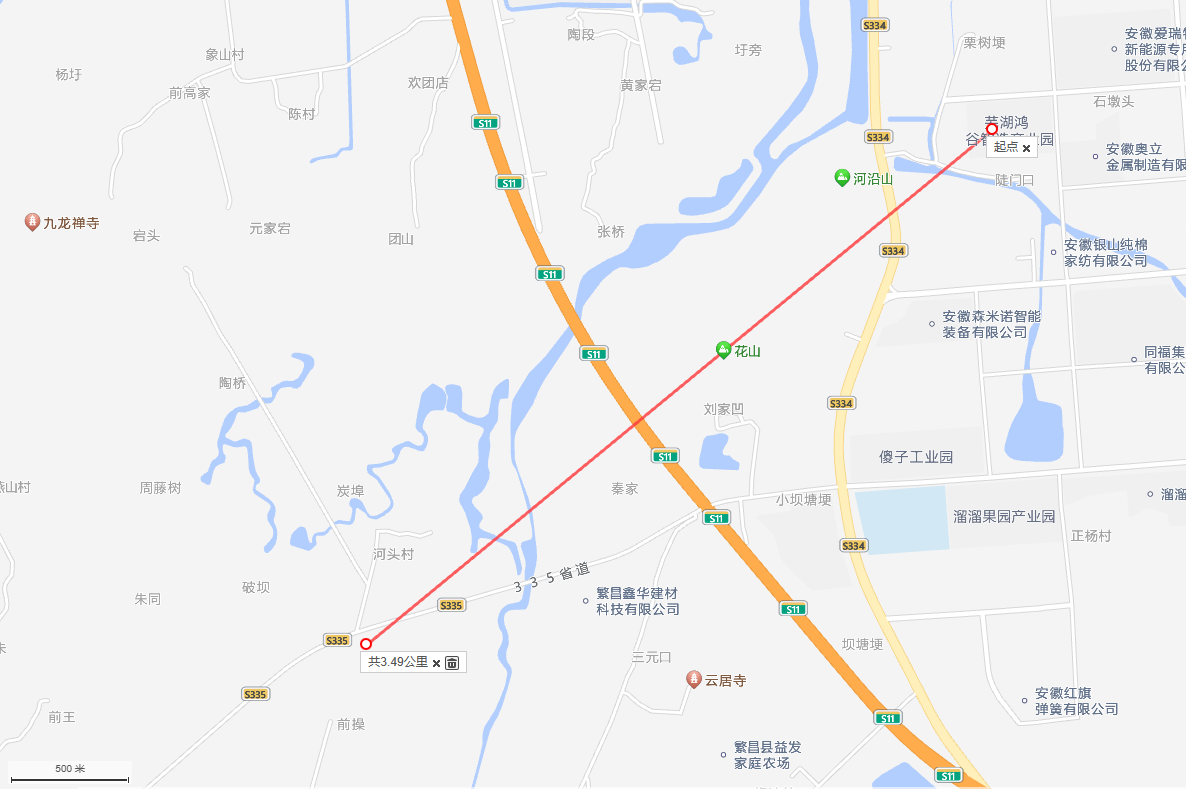 S334
陶段
栗树埂
安徽爱瑞特
新能源专用
股份有限公
圩旁
象山村
杨圩
欢团店
黄家宕
前高家
石墩头
陈村
S11
芜湖鸿
谷智造产业园
S334
起点
安徽奥立
金属制造有限
S11
河沿山
陡门口
九龙禅寺
元家宕
宕头
团山
张桥
安徽银山纯棉
家纺有限公司
S334
S11
安徽森米诺智能
装备有限公司
S11
花山
同福集
有限公
陶桥
刘家凹
S334
S11
傻子工业园
燕山村
周藤树
炭埠
秦家
小坝塘埂
溜溜
S11
溜溜果园产业园
正杨村
S334
河头村
335省道
破坝
朱同
繁昌鑫华建材
科技有限公司
S335
S11
S335
坝塘埂
共3.49公里
三元口
云居寺
S335
安徽红旗
弹簧有限公司
前王
前操
S11
繁昌县益发
家庭农场
500 米
S11